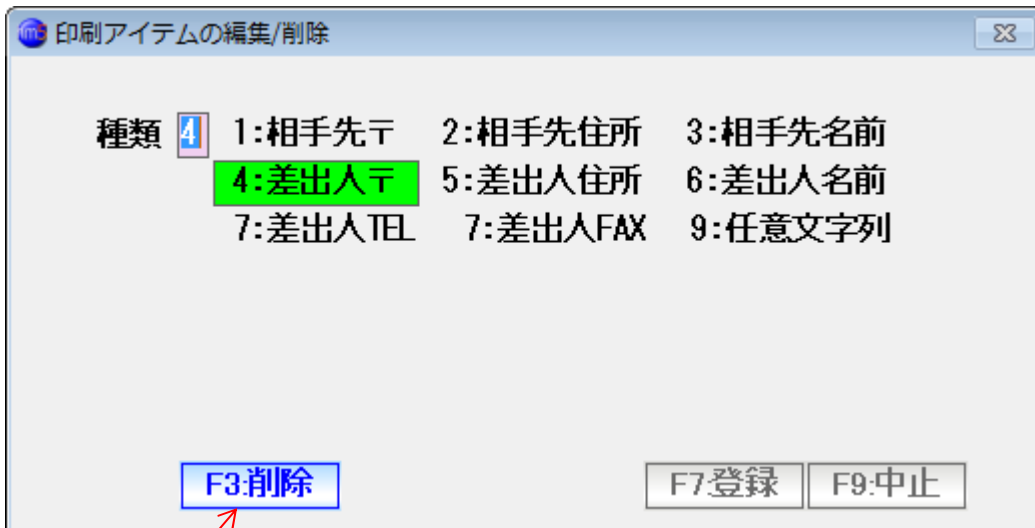 印刷アイテムの編集/削除
種類 4 1:相手先〒 2:相手先住所 3:相手先名前
4:差出人〒 5:差出人住所 6:差出人名前
7:差出人TEL 7:差出人FAX 9:任意文字列
F3:削除 F7:登録 F9:中止